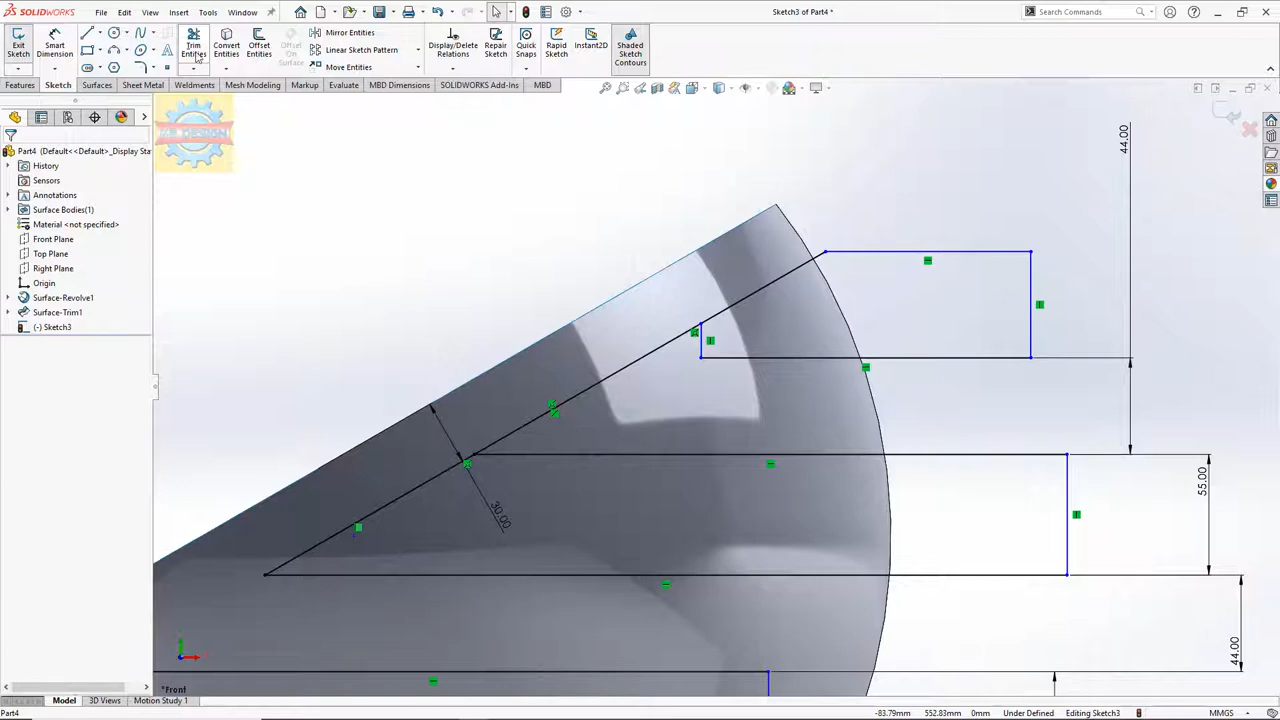 SOLIDWORKS File Edit View Insert Tools Window Sketch3 of Part4 * Search Commands
Exit Sketch Smart Dimension Trim Entities Convert Entities Offset Entities Offset On Surface Mirror Entities Linear Sketch Pattern Move Entities Display/Delete Relations Repair Sketch Quick Snaps Rapid Sketch Instant2D Shaded Sketch Contours
Features Sketch Surfaces Sheet Metal Weldments Mesh Modeling Markup Evaluate MBD Dimensions SOLIDWORKS Add-Ins MBD
Part4 (Default<<Default>_Display Sta
History
Sensors
Annotations
Surface Bodies(1)
Material <not specified>
Front Plane
Top Plane
Right Plane
Origin
Surface-Revolve1
Surface-Trim1
(-) Sketch3
44.00
55.00
30.00
44.00
*Front
Model 3D Views Motion Study 1
Part4 -83.79mm 552.83mm 0mm Under Defined Editing Sketch3 MMGS